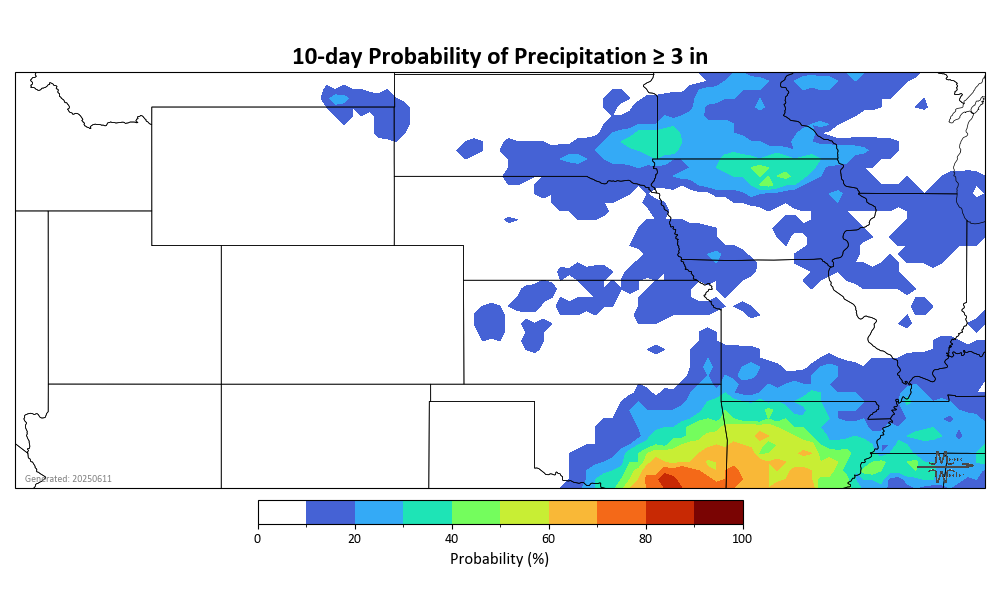 10-day Probability of Precipitation ≥ 3 in
Generated: 20250611
0 20 40 60 80 100
Probability (%)